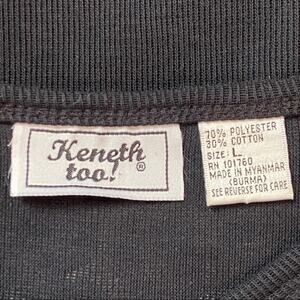 Keneth
too!®
70% POLYESTER
30% COTTON
SIZE: L
RN 101760
MADE IN MYANMAR
(BURMA)
SEE REVERSE FOR CARE